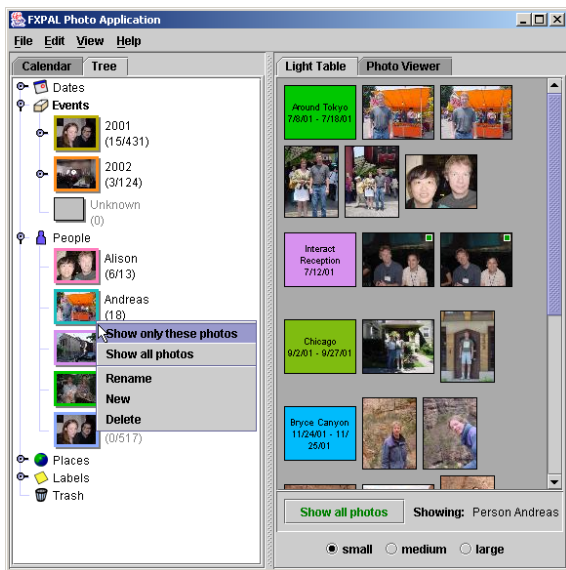 FXPAL Photo Application
File Edit View Help
Calendar Tree
Dates
Events
2001
(15/431)
2002
(3/124)
Unknown
(0)
People
Alison
(6/13)
Andreas
(18)
Show only these photos
Show all photos
Rename
New
Delete
(0/517)
Places
Labels
Trash
Light Table Photo Viewer
Around Tokyo
7/8/01 - 7/18/01
Interact
Reception
7/12/01
Chicago
9/2/01 - 9/27/01
Bryce Canyon
11/24/01 - 11/
25/01
Show all photos Showing: Person Andreas
small medium large